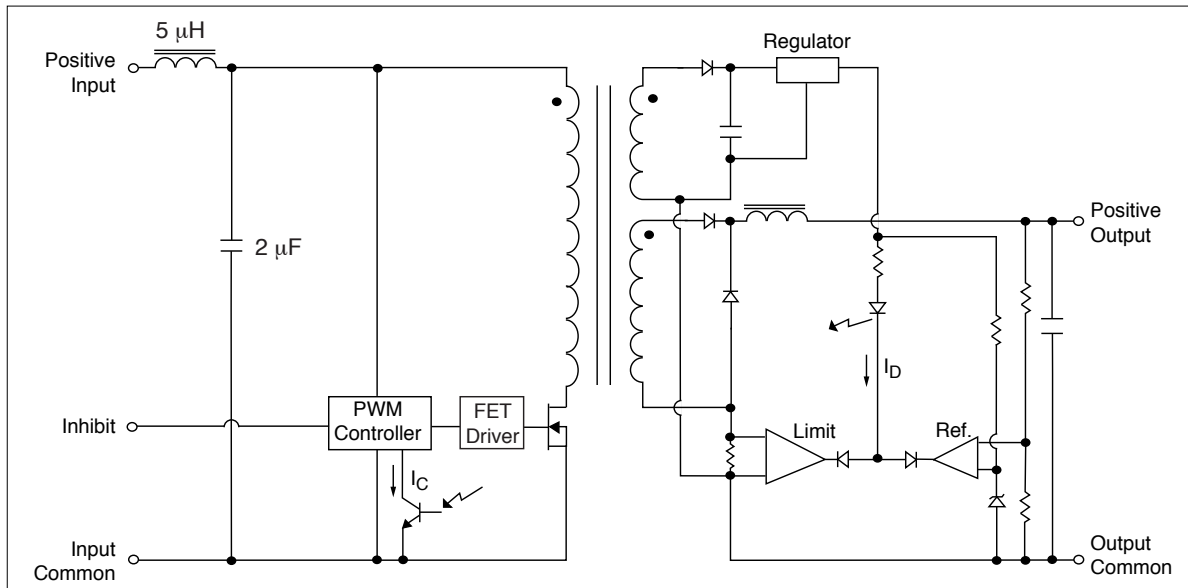 5 μH
Positive
Input
Regulator
Positive
Output
2 μF
I_D
Inhibit
PWM
Controller
FET
Driver
Limit
Ref.
I_C
Input
Common
Output
Common